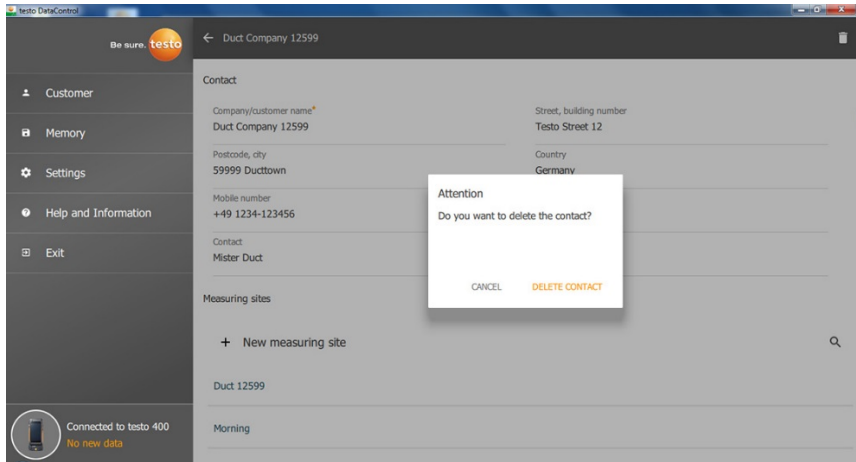 testo DataControl
Be sure. testo
Customer
Memory
Settings
Help and Information
Exit
Connected to testo 400
No new data
Duct Company 12599
Contact
Company/customer name*
Duct Company 12599
Street, building number
Testo Street 12
Postcode, city
59999 Ducttown
Country
Germany
Mobile number
+49 1234-123456
Contact
Mister Duct
Attention
Do you want to delete the contact?
CANCEL
DELETE CONTACT
Measuring sites
+ New measuring site
Duct 12599
Morning